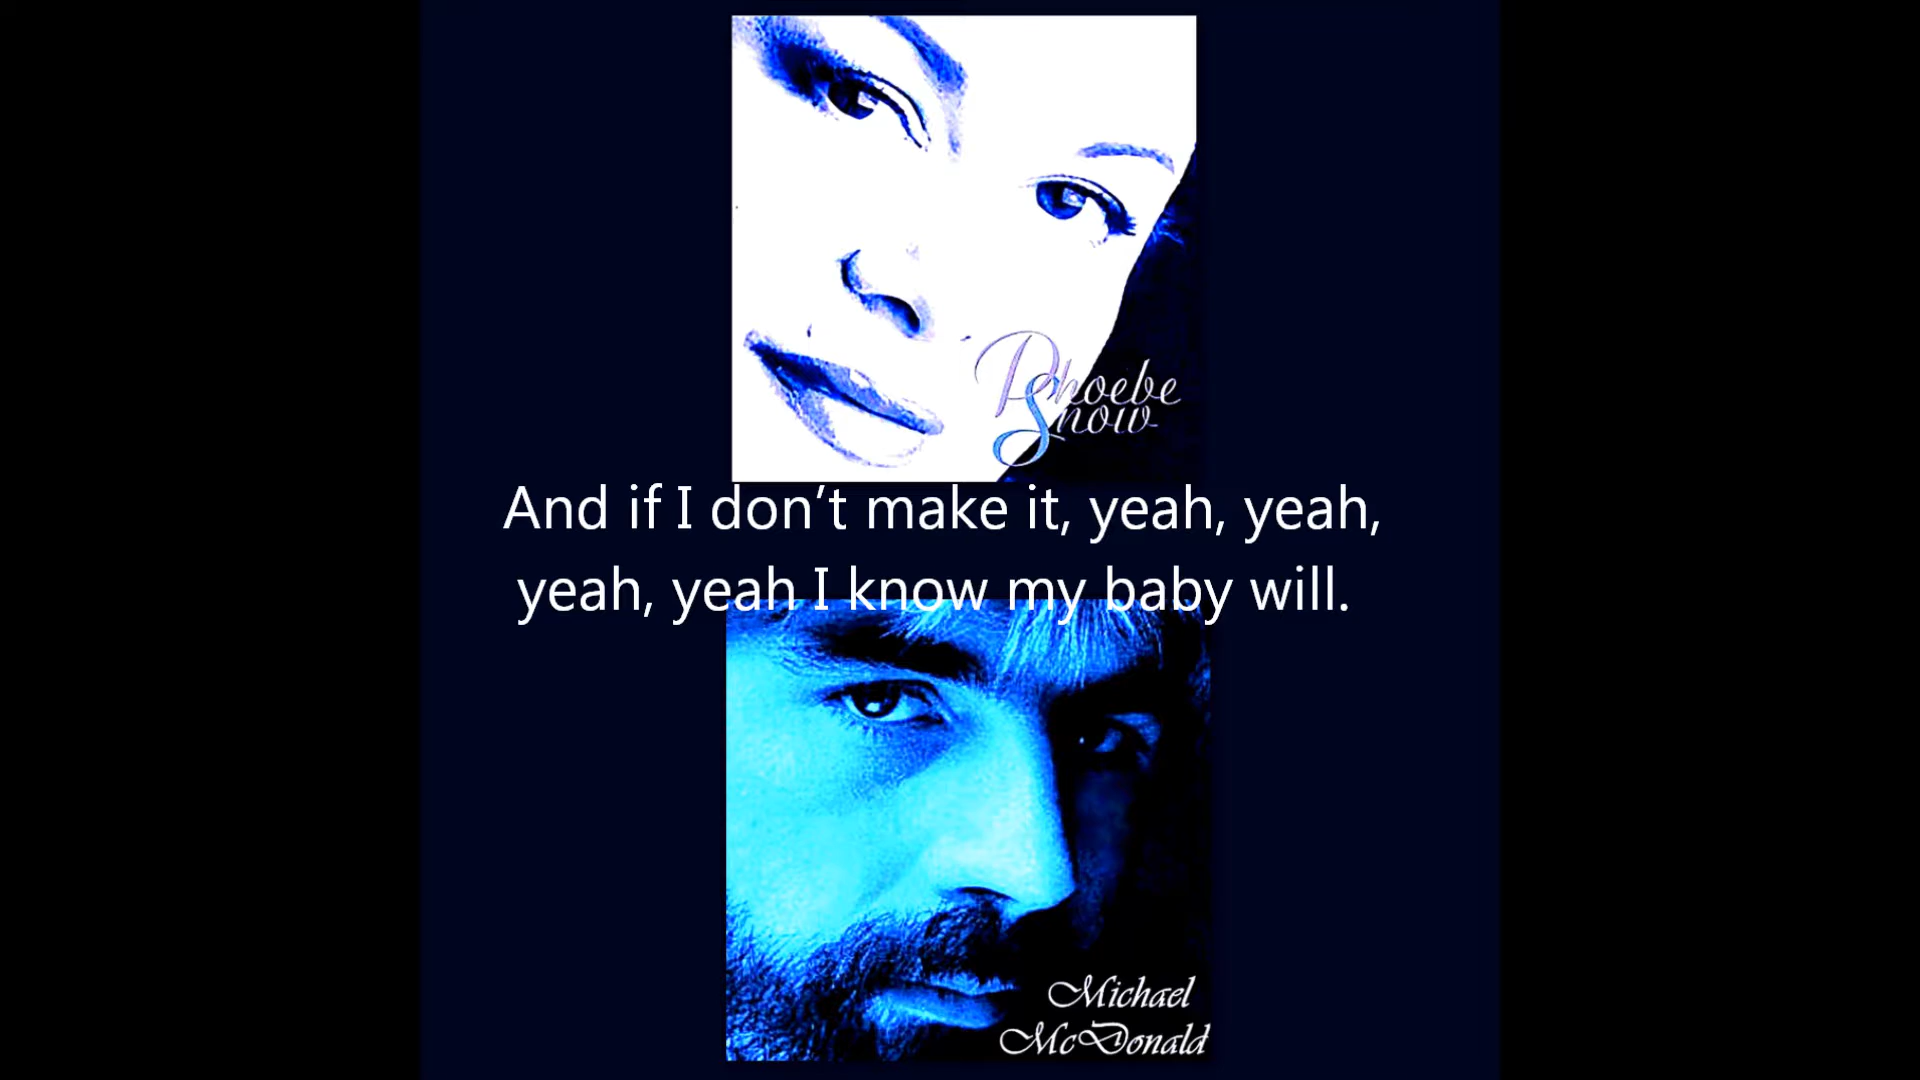 Phoebe
Snow
And if I don’t make it, yeah, yeah,
yeah, yeah I know my baby will.
Michael
McDonald